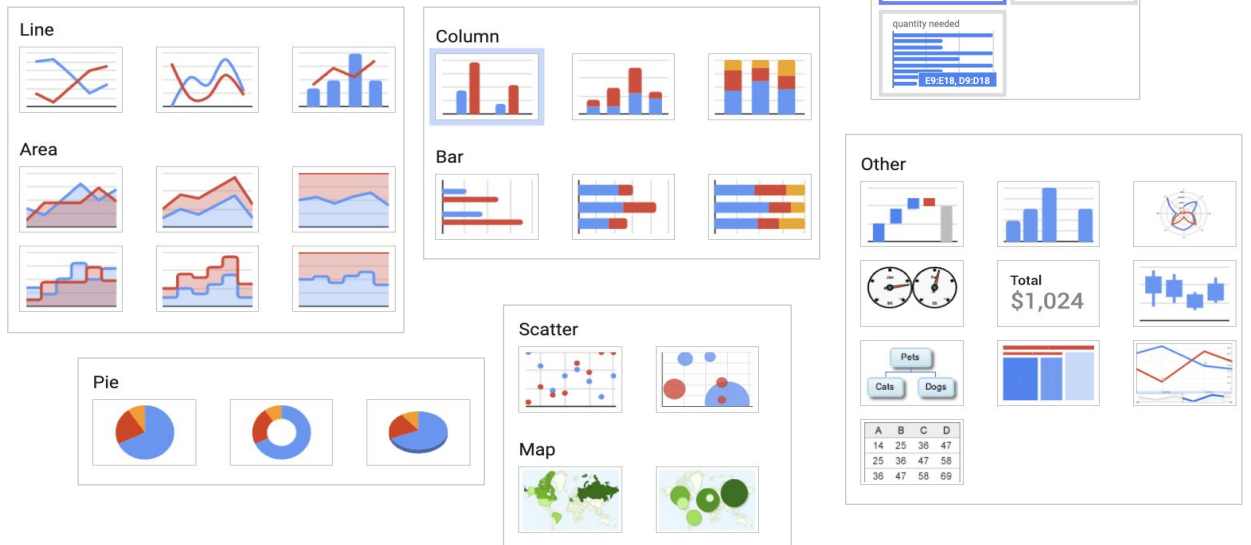 Line
Area
Pie
Column
Bar
Scatter
Map
quantity needed
E9:E18, D9:D18
Other
Total
$1,024
Pets
Cats Dogs
A B C D
14 25 36 47
25 36 47 58
36 47 58 69